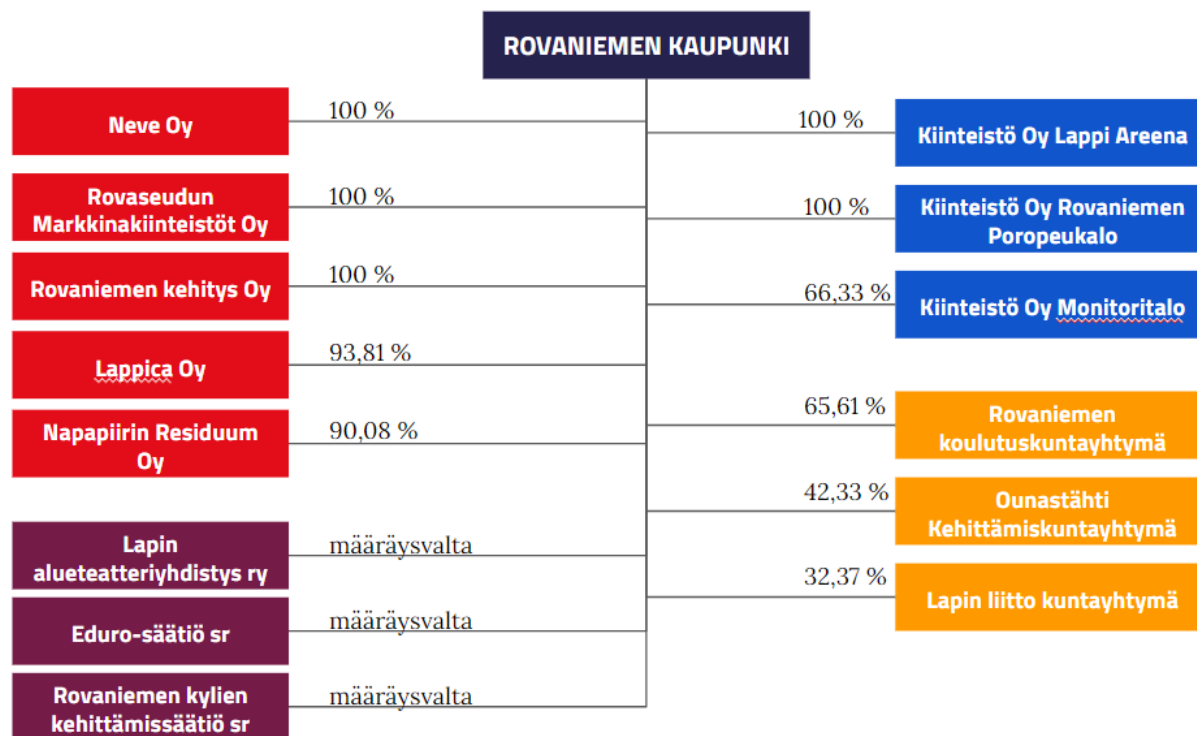 ROVANIEMEN KAUPUNKI
Neve Oy
100 %
Rovaseudun
Markkinakiinteistöt Oy
100 %
Rovaniemen kehitys Oy
100 %
Lappica Oy
93,81 %
Napapiirin Residuum
Oy
90,08 %
Lapin
alueteatteriyhdistys ry
määräysvalta
Eduro-säätiö sr
määräysvalta
Rovaniemen kylien
kehittämissäätiö sr
määräysvalta
100 %
Kiinteistö Oy Lappi Areena
100 %
Kiinteistö Oy Rovaniemen
Poropeukalo
66,33 %
Kiinteistö Oy Monitoritalo
65,61 %
Rovaniemen
koulutuskuntayhtymä
42,33 %
Ounastähti
Kehittämiskuntayhtymä
32,37 %
Lapin liitto kuntayhtymä